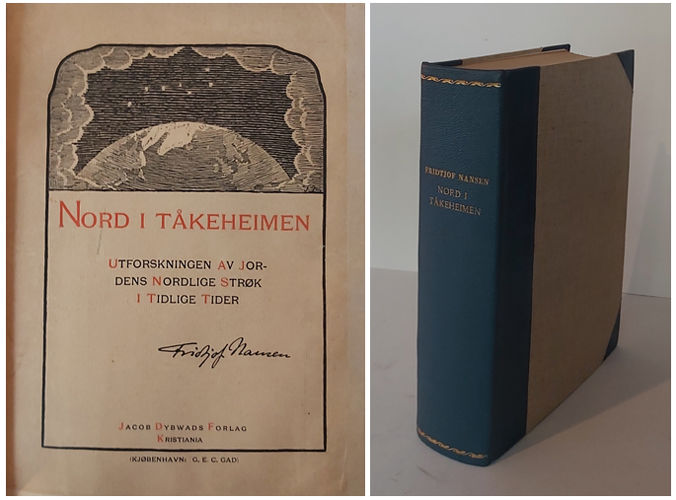 NORD I TÅKEHEIMEN
UTFORSKNINGEN AV JOR-
DENS NORDLIGE STRØK
I TIDLIGE TIDER
Fridtjof Nansen
JACOB DYBWADS FORLAG
KRISTIANIA
(KJØBENHAVN: G. E. C. GAD)
FRIDTJOF NANSEN
NORD I
TÅKEHEIMEN